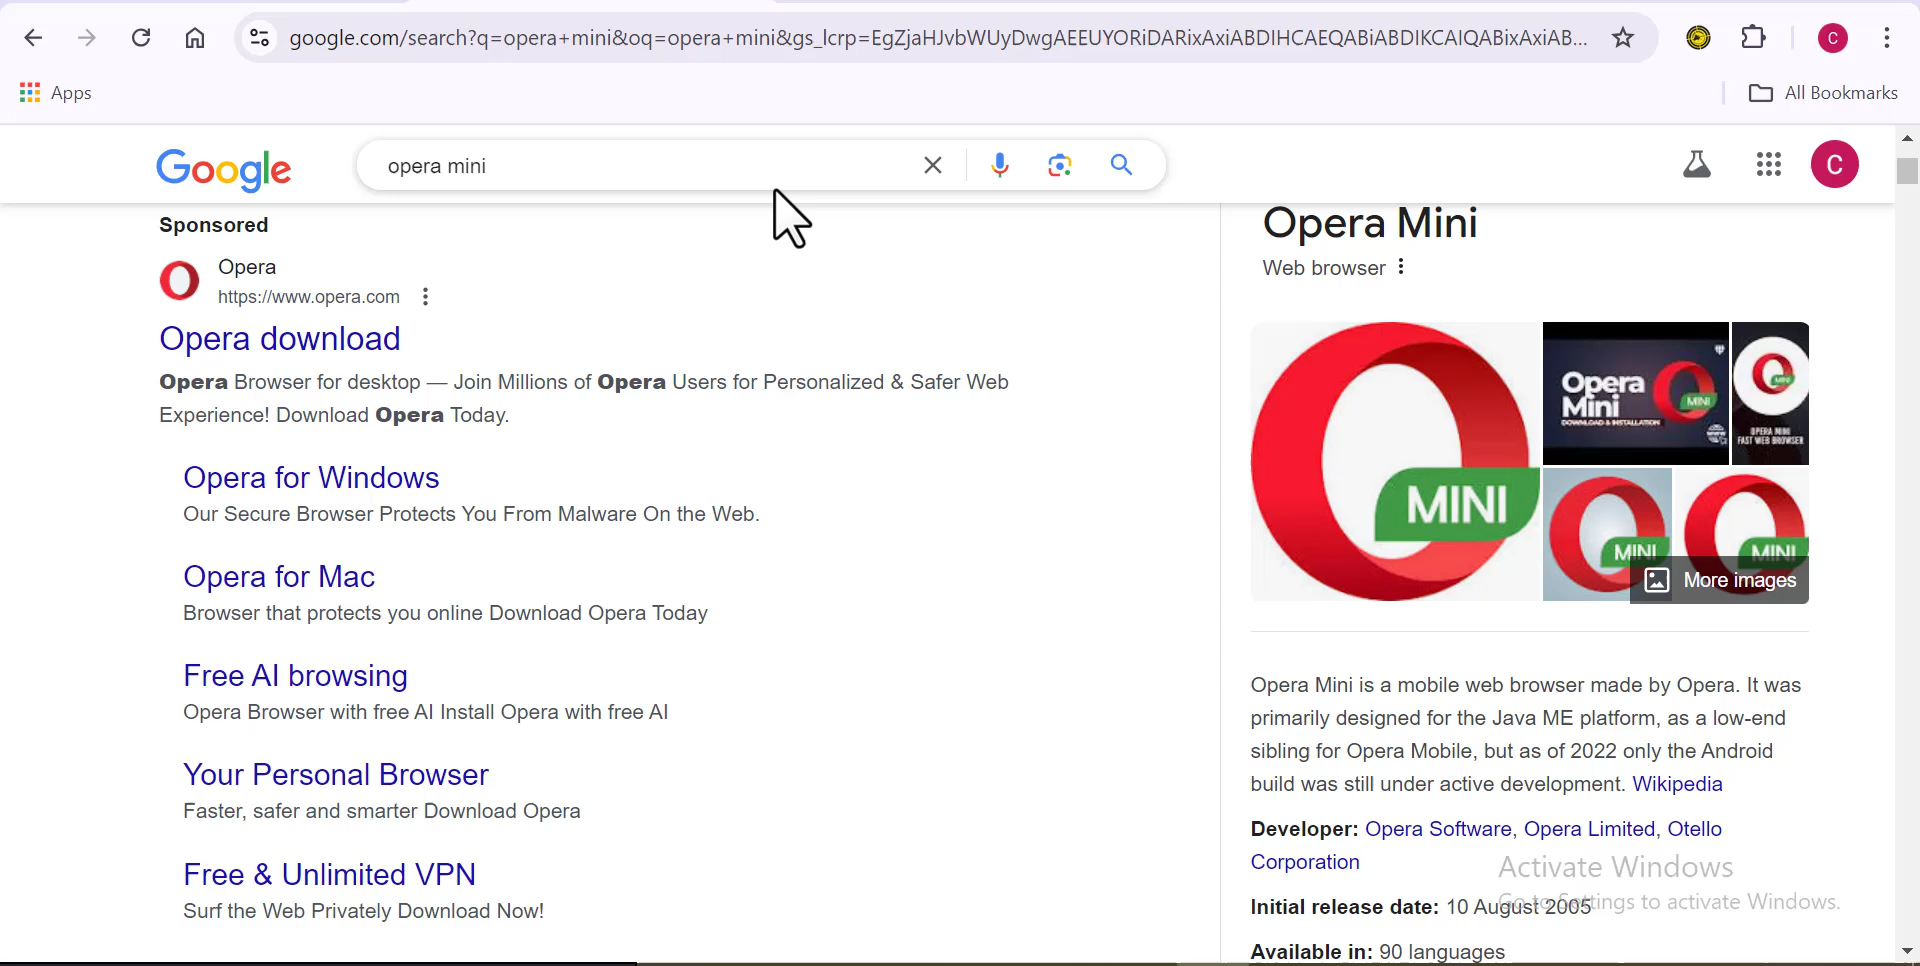 google.com/search?q=opera+mini&oq=opera+mini&gs_lcrp=EgZjaHJvbWUyDwgAEEUYORiDARixAxiABDIHCAEQABiABDIKCAIQABixAxiAB...
C
Apps
All Bookmarks
Google
opera mini
C
Sponsored
Opera
https://www.opera.com
Opera download
Opera Browser for desktop — Join Millions of Opera Users for Personalized & Safer Web
Experience! Download Opera Today.
Opera for Windows
Our Secure Browser Protects You From Malware On the Web.
Opera for Mac
Browser that protects you online Download Opera Today
Free AI browsing
Opera Browser with free AI Install Opera with free AI
Your Personal Browser
Faster, safer and smarter Download Opera
Free & Unlimited VPN
Surf the Web Privately Download Now!
Opera Mini
Web browser
MINI
Opera
Mini
MINI
DOWNLOAD & INSTALLATION
MINI
OPERA MINI
FAST WEB BROWSER
MINI
MINI
More images
Opera Mini is a mobile web browser made by Opera. It was
primarily designed for the Java ME platform, as a low-end
sibling for Opera Mobile, but as of 2022 only the Android
build was still under active development. Wikipedia
Developer: Opera Software, Opera Limited, Otello
Corporation
Initial release date: 10 August 2005
Available in: 90 languages
Activate Windows
Go to Settings to activate Windows.